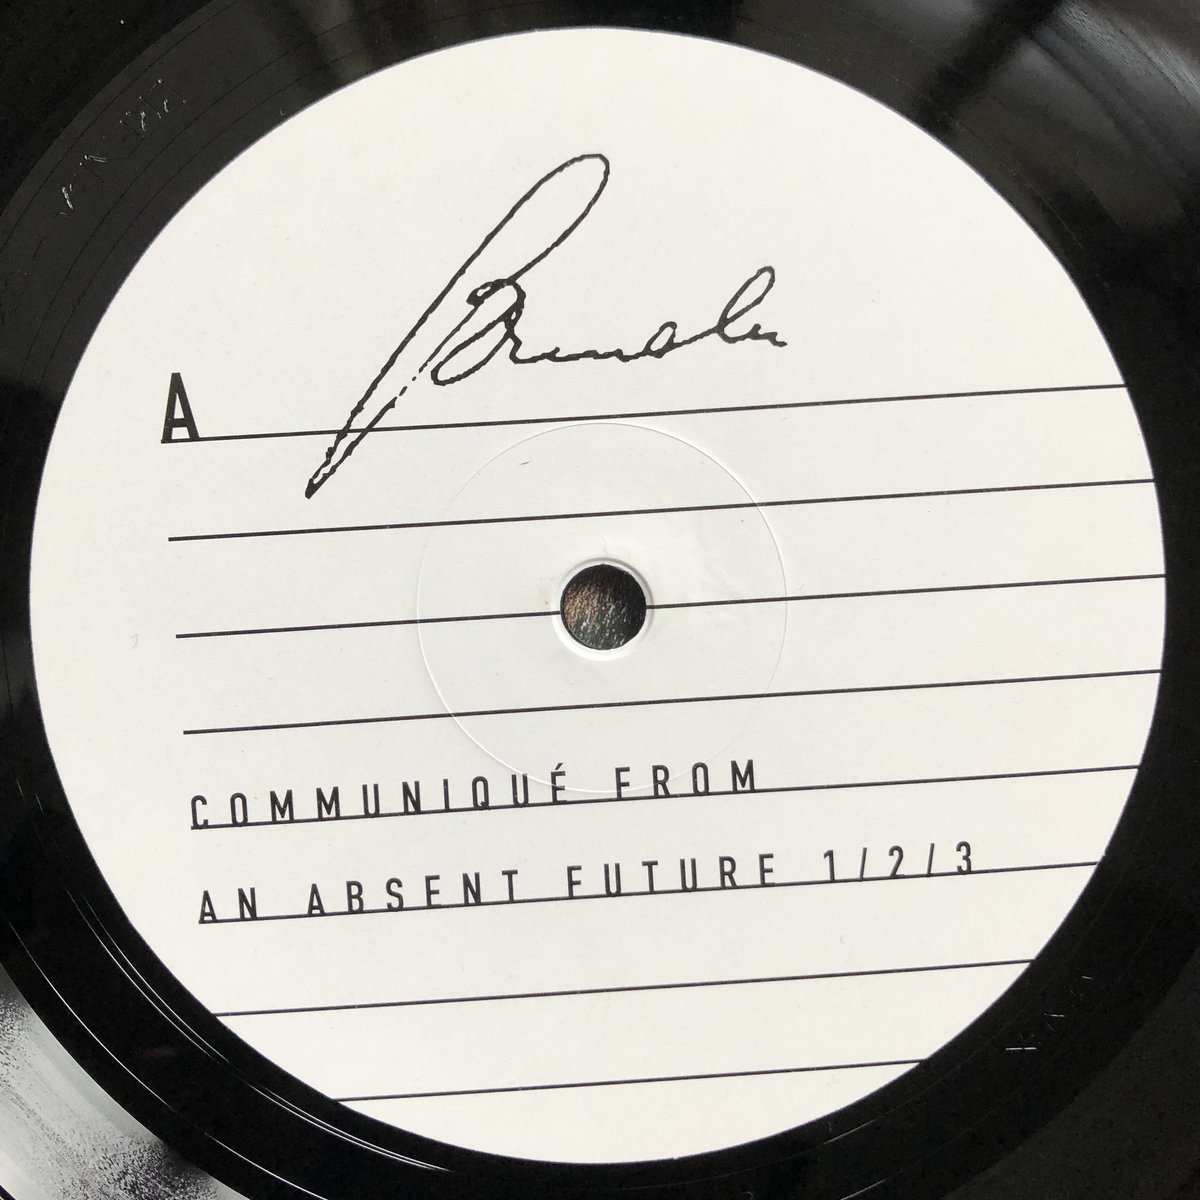 A
COMMUNIQUÉ FROM
AN ABSENT FUTURE 1/2/3